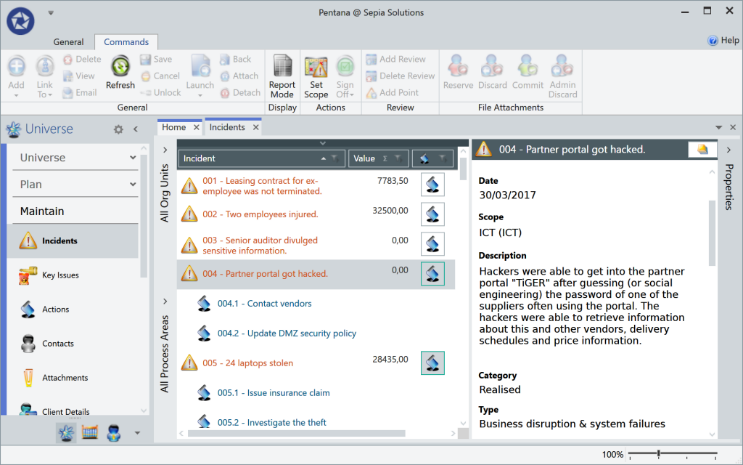 Pentana @ Sepia Solutions
General Commands
Help
Add
Link To
Delete
View
Email
Refresh
Save
Cancel
Unlock
Launch
Back
Attach
Detach
Report Mode
Set Scope
Sign Off
Add Review
Delete Review
Add Point
Reserve
Discard
Commit
Admin Discard
General
Display
Actions
Review
File Attachments
Universe
Home
Incidents
Universe
Plan
Maintain
Incidents
Key Issues
Actions
Contacts
Attachments
Client Details
All Org Units
All Process Areas
Incident Value
001 - Leasing contract for ex- 7783,50
employee was not terminated.
002 - Two employees injured. 32500,00
003 - Senior auditor divulged 0,00
sensitive information.
004 - Partner portal got hacked. 0,00
004.1 - Contact vendors
004.2 - Update DMZ security policy
005 - 24 laptops stolen 28435,00
005.1 - Issue insurance claim
005.2 - Investigate the theft
004 - Partner portal got hacked.
Date
30/03/2017
Scope
ICT (ICT)
Description
Hackers were able to get into the partner
portal "TiGER" after guessing (or social
engineering) the password of one of the
suppliers often using the portal. The
hackers were able to retrieve information
about this and other vendors, delivery
schedules and price information.
Category
Realised
Type
Business disruption & system failures
Properties
100%